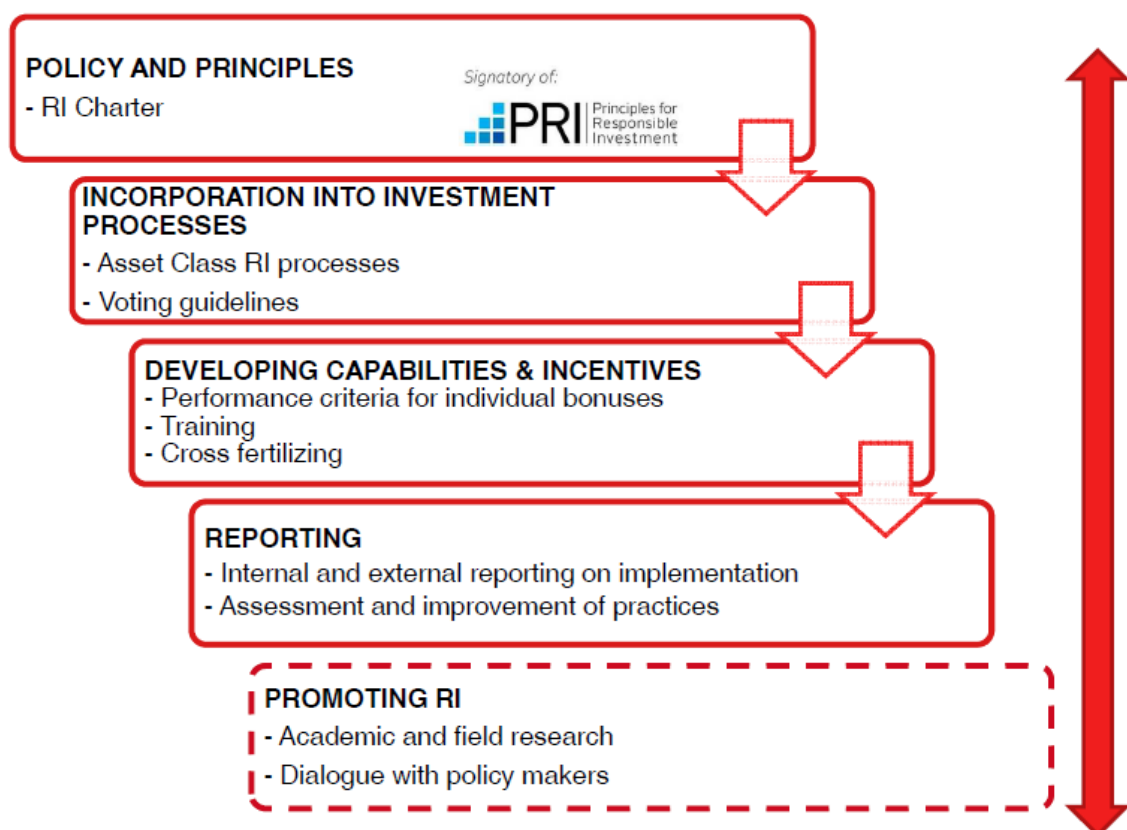 POLICY AND PRINCIPLES
- RI Charter
Signatory of:
PRI
Principles for
Responsible
Investment
INCORPORATION INTO INVESTMENT
PROCESSES
- Asset Class RI processes
- Voting guidelines
DEVELOPING CAPABILITIES & INCENTIVES
- Performance criteria for individual bonuses
- Training
- Cross fertilizing
REPORTING
- Internal and external reporting on implementation
- Assessment and improvement of practices
PROMOTING RI
- Academic and field research
- Dialogue with policy makers